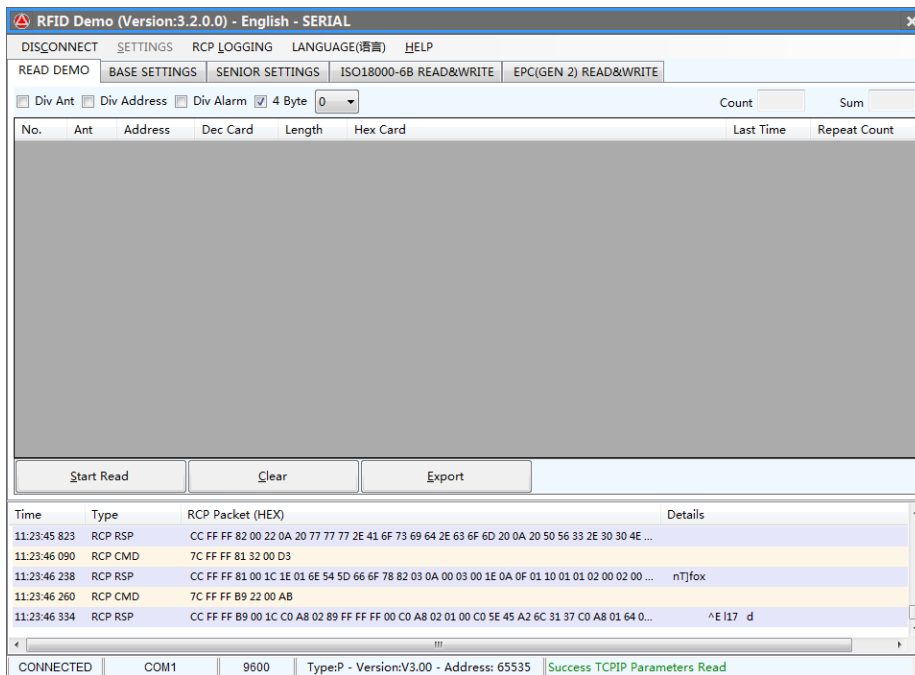 RFID Demo (Version:3.2.0.0) - English - SERIAL
DISCONNECT SETTINGS RCP LOGGING LANGUAGE(语言) HELP
READ DEMO BASE SETTINGS SENIOR SETTINGS ISO18000-6B READ&WRITE EPC(GEN 2) READ&WRITE
Div Ant Div Address Div Alarm 4 Byte 0 Count Sum
No. Ant Address Dec Card Length Hex Card Last Time Repeat Count
Start Read Clear Export
Time Type RCP Packet (HEX) Details
11:23:45 823 RCP RSP CC FF FF 82 00 22 0A 20 77 77 77 2E 41 6F 73 69 64 2E 63 6F 6D 20 0A 20 50 56 33 2E 30 30 4E ...
11:23:46 090 RCP CMD 7C FF FF 81 32 00 D3
11:23:46 238 RCP RSP CC FF FF 81 00 1C 1E 01 6E 54 5D 66 6F 78 82 03 0A 00 03 00 1E 0A 0F 01 10 01 01 02 00 02 00 ... nT]fox
11:23:46 260 RCP CMD 7C FF FF B9 22 00 AB
11:23:46 334 RCP RSP CC FF FF B9 00 1C C0 A8 02 89 FF FF FF 00 C0 A8 02 01 00 C0 5E 45 A2 6C 31 37 C0 A8 01 64 0... ^E l17 d
CONNECTED COM1 9600 Type:P - Version:V3.00 - Address: 65535 Success TCPIP Parameters Read